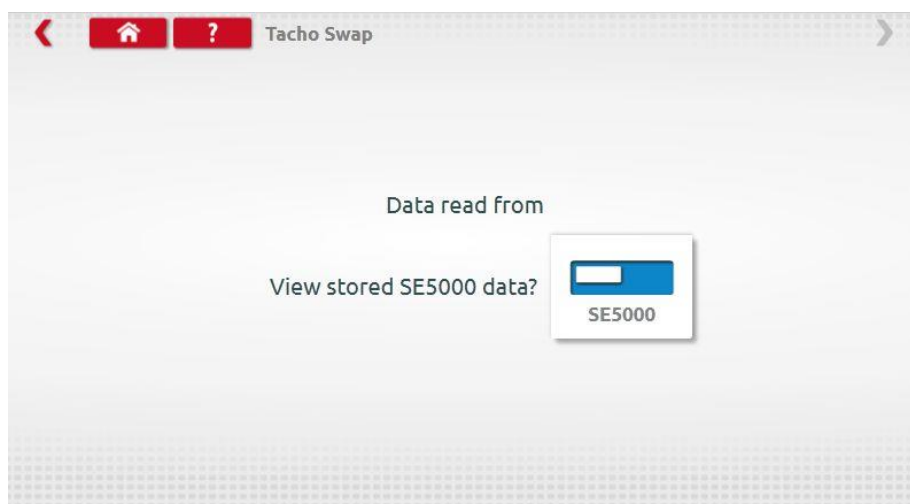 ? Tacho Swap
Data read from
View stored SE5000 data?
SE5000